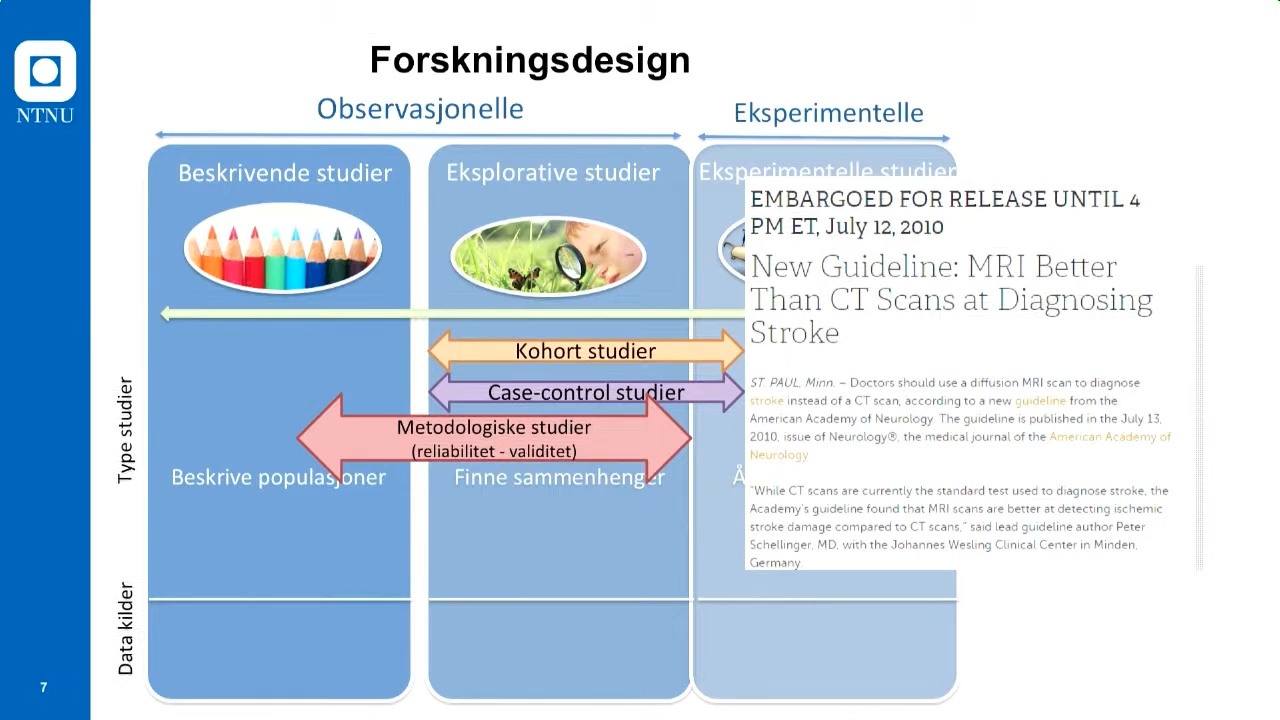 Forskningsdesign
NTNU
Observasjonelle
Eksperimentelle
Beskrivende studier
Eksplorative studier
Eksperimentelle studier
EMBARGOED FOR RELEASE UNTIL 4
PM ET, July 12, 2010
New Guideline: MRI Better
Than CT Scans at Diagnosing
Stroke
ST. PAUL, Minn. – Doctors should use a diffusion MRI scan to diagnose
stroke instead of a CT scan, according to a new guideline from the
American Academy of Neurology. The guideline is published in the July 13,
2010, issue of Neurology®, the medical journal of the American Academy of
Neurology
"While CT scans are currently the standard test used to diagnose stroke, the
Academy's guideline found that MRI scans are better at detecting ischemic
stroke damage compared to CT scans," said lead guideline author Peter
Schellinger, MD, with the Johannes Wesling Clinical Center in Minden,
Germany.
Kohort studier
Case-control studier
Metodologiske studier
(reliabilitet - validitet)
Type studier
Beskrive populasjoner
Finne sammenhenger
Data kilder
7